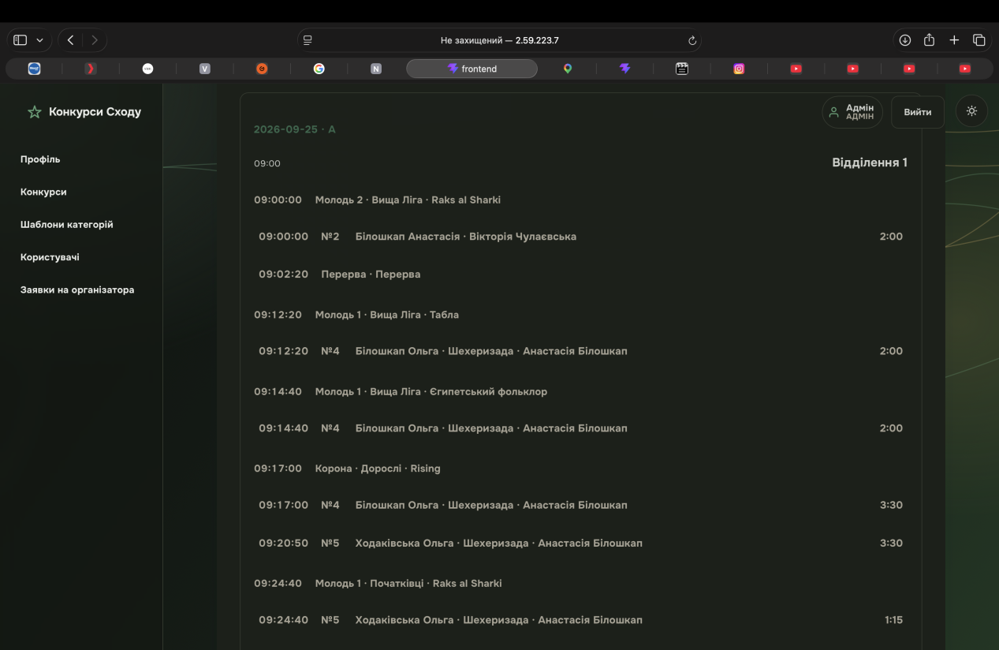 Не захищений — 2.59.223.7
V
G
N
frontend
Конкурси Сходу
Адмін
АДМІН
Вийти
Профіль
Конкурси
Шаблони категорій
Користувачі
Заявки на організатора
2026-09-25 · A
09:00 Відділення 1
09:00:00 Молодь 2 · Вища Ліга · Raks al Sharki
09:00:00 №2 Білошкап Анастасія · Вікторія Чулаєвська 2:00
09:02:20 Перерва · Перерва
09:12:20 Молодь 1 · Вища Ліга · Табла
09:12:20 №4 Білошкап Ольга · Шехеризада · Анастасія Білошкап 2:00
09:14:40 Молодь 1 · Вища Ліга · Єгипетський фольклор
09:14:40 №4 Білошкап Ольга · Шехеризада · Анастасія Білошкап 2:00
09:17:00 Корона · Дорослі · Rising
09:17:00 №4 Білошкап Ольга · Шехеризада · Анастасія Білошкап 3:30
09:20:50 №5 Ходаківська Ольга · Шехеризада · Анастасія Білошкап 3:30
09:24:40 Молодь 1 · Початківці · Raks al Sharki
09:24:40 №5 Ходаківська Ольга · Шехеризада · Анастасія Білошкап 1:15